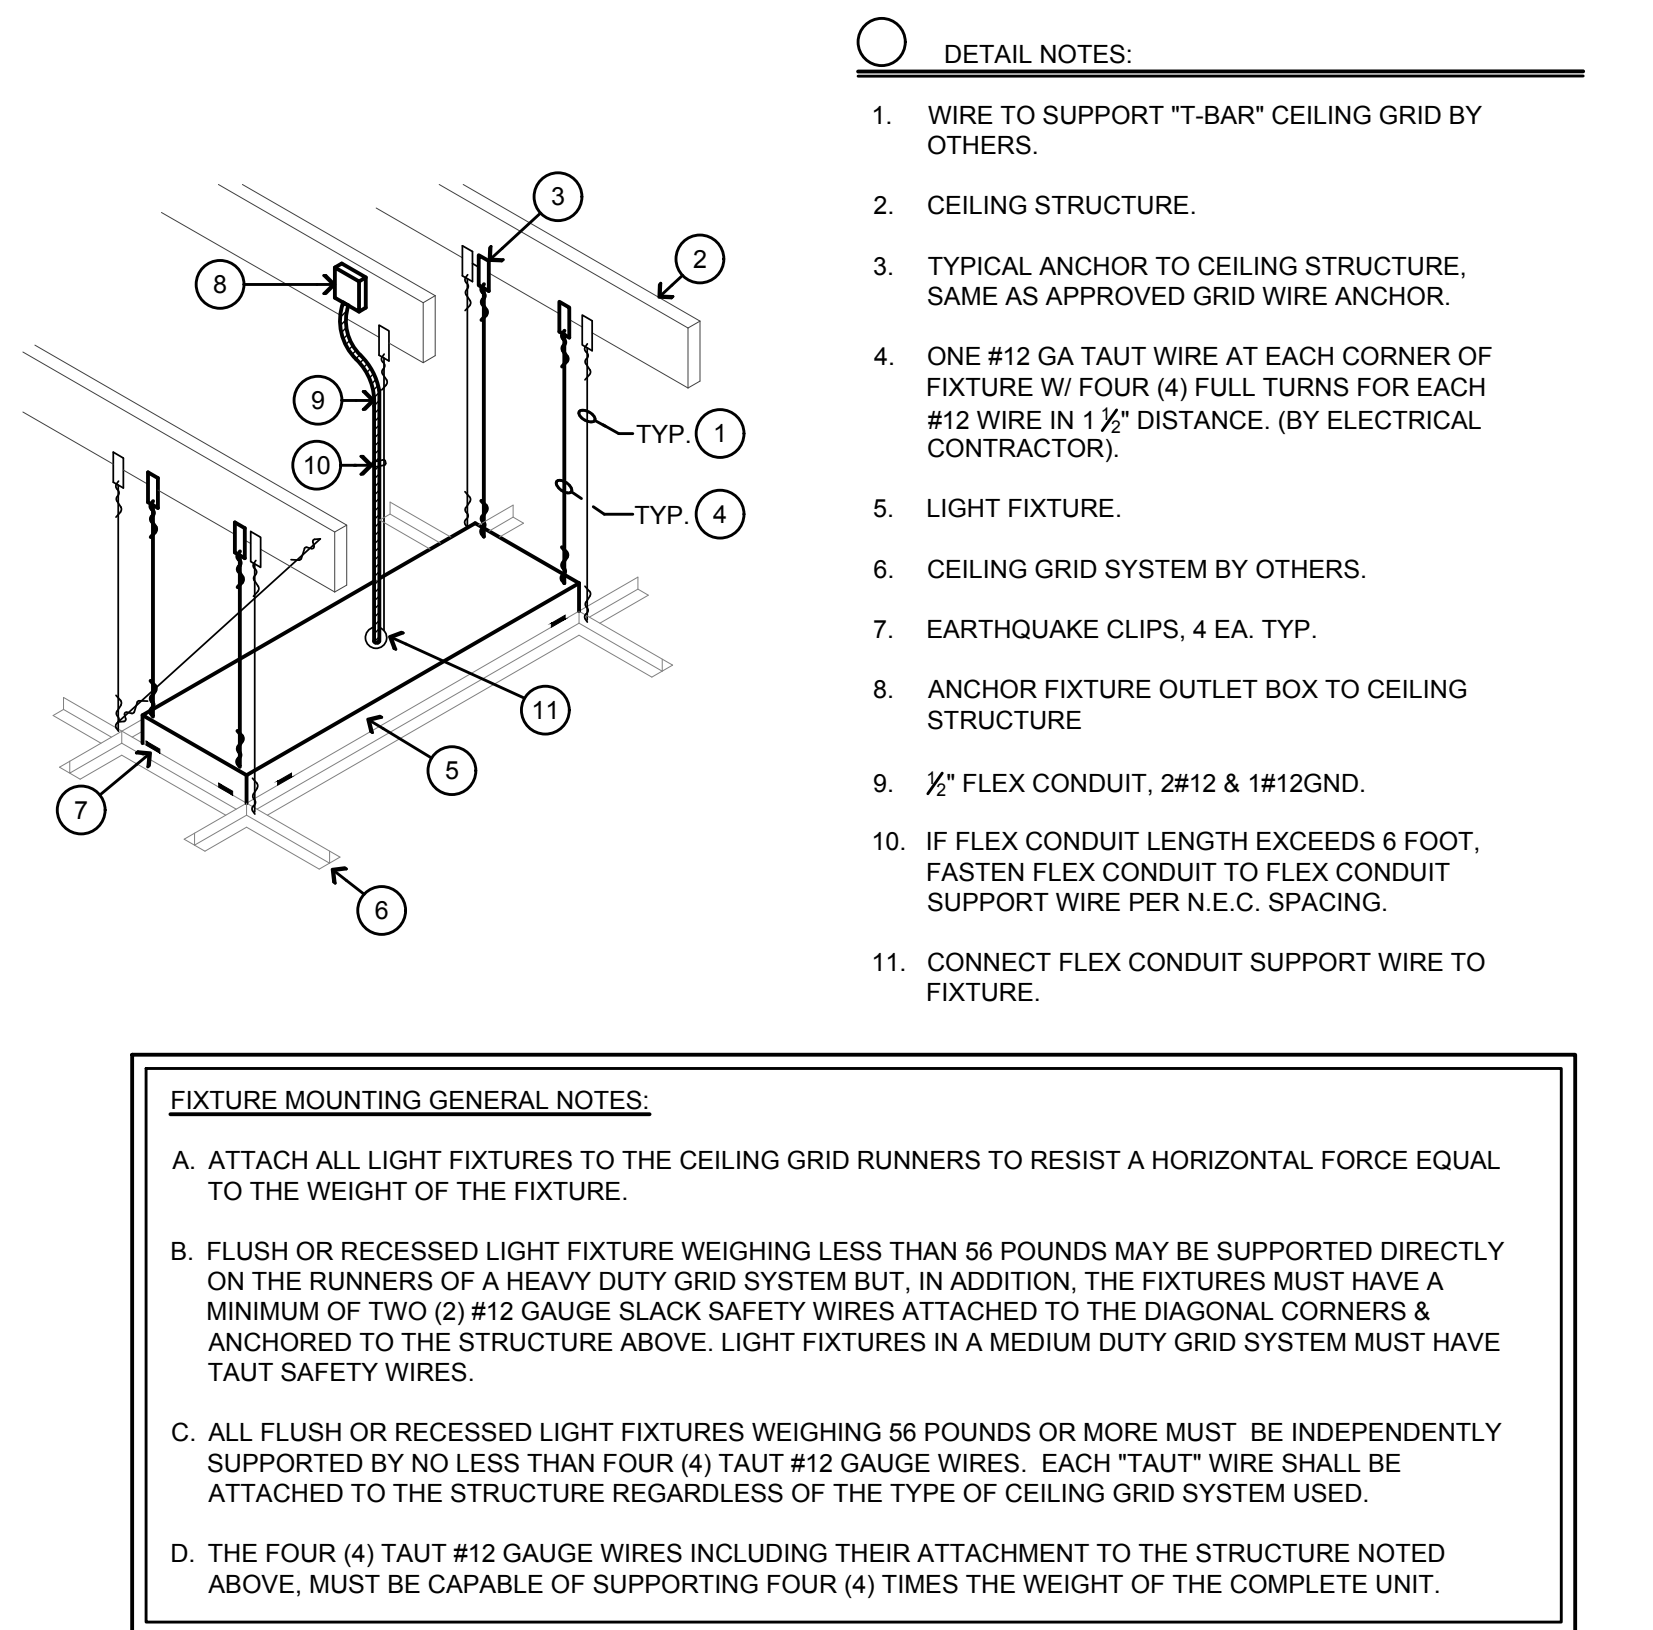 DETAIL NOTES:
1. WIRE TO SUPPORT "T-BAR" CEILING GRID BY
OTHERS.
2. CEILING STRUCTURE.
3. TYPICAL ANCHOR TO CEILING STRUCTURE,
SAME AS APPROVED GRID WIRE ANCHOR.
4. ONE #12 GA TAUT WIRE AT EACH CORNER OF
FIXTURE W/ FOUR (4) FULL TURNS FOR EACH
#12 WIRE IN 1 ½" DISTANCE. (BY ELECTRICAL
CONTRACTOR).
5. LIGHT FIXTURE.
6. CEILING GRID SYSTEM BY OTHERS.
7. EARTHQUAKE CLIPS, 4 EA. TYP.
8. ANCHOR FIXTURE OUTLET BOX TO CEILING
STRUCTURE
9. ½" FLEX CONDUIT, 2#12 & 1#12GND.
10. IF FLEX CONDUIT LENGTH EXCEEDS 6 FOOT,
FASTEN FLEX CONDUIT TO FLEX CONDUIT
SUPPORT WIRE PER N.E.C. SPACING.
11. CONNECT FLEX CONDUIT SUPPORT WIRE TO
FIXTURE.
3
2
8
9
TYP. 1
10
TYP. 4
11
5
7
6
FIXTURE MOUNTING GENERAL NOTES:
A. ATTACH ALL LIGHT FIXTURES TO THE CEILING GRID RUNNERS TO RESIST A HORIZONTAL FORCE EQUAL
TO THE WEIGHT OF THE FIXTURE.
B. FLUSH OR RECESSED LIGHT FIXTURE WEIGHING LESS THAN 56 POUNDS MAY BE SUPPORTED DIRECTLY
ON THE RUNNERS OF A HEAVY DUTY GRID SYSTEM BUT, IN ADDITION, THE FIXTURES MUST HAVE A
MINIMUM OF TWO (2) #12 GAUGE SLACK SAFETY WIRES ATTACHED TO THE DIAGONAL CORNERS &
ANCHORED TO THE STRUCTURE ABOVE. LIGHT FIXTURES IN A MEDIUM DUTY GRID SYSTEM MUST HAVE
TAUT SAFETY WIRES.
C. ALL FLUSH OR RECESSED LIGHT FIXTURES WEIGHING 56 POUNDS OR MORE MUST BE INDEPENDENTLY
SUPPORTED BY NO LESS THAN FOUR (4) TAUT #12 GAUGE WIRES. EACH "TAUT" WIRE SHALL BE
ATTACHED TO THE STRUCTURE REGARDLESS OF THE TYPE OF CEILING GRID SYSTEM USED.
D. THE FOUR (4) TAUT #12 GAUGE WIRES INCLUDING THEIR ATTACHMENT TO THE STRUCTURE NOTED
ABOVE, MUST BE CAPABLE OF SUPPORTING FOUR (4) TIMES THE WEIGHT OF THE COMPLETE UNIT.